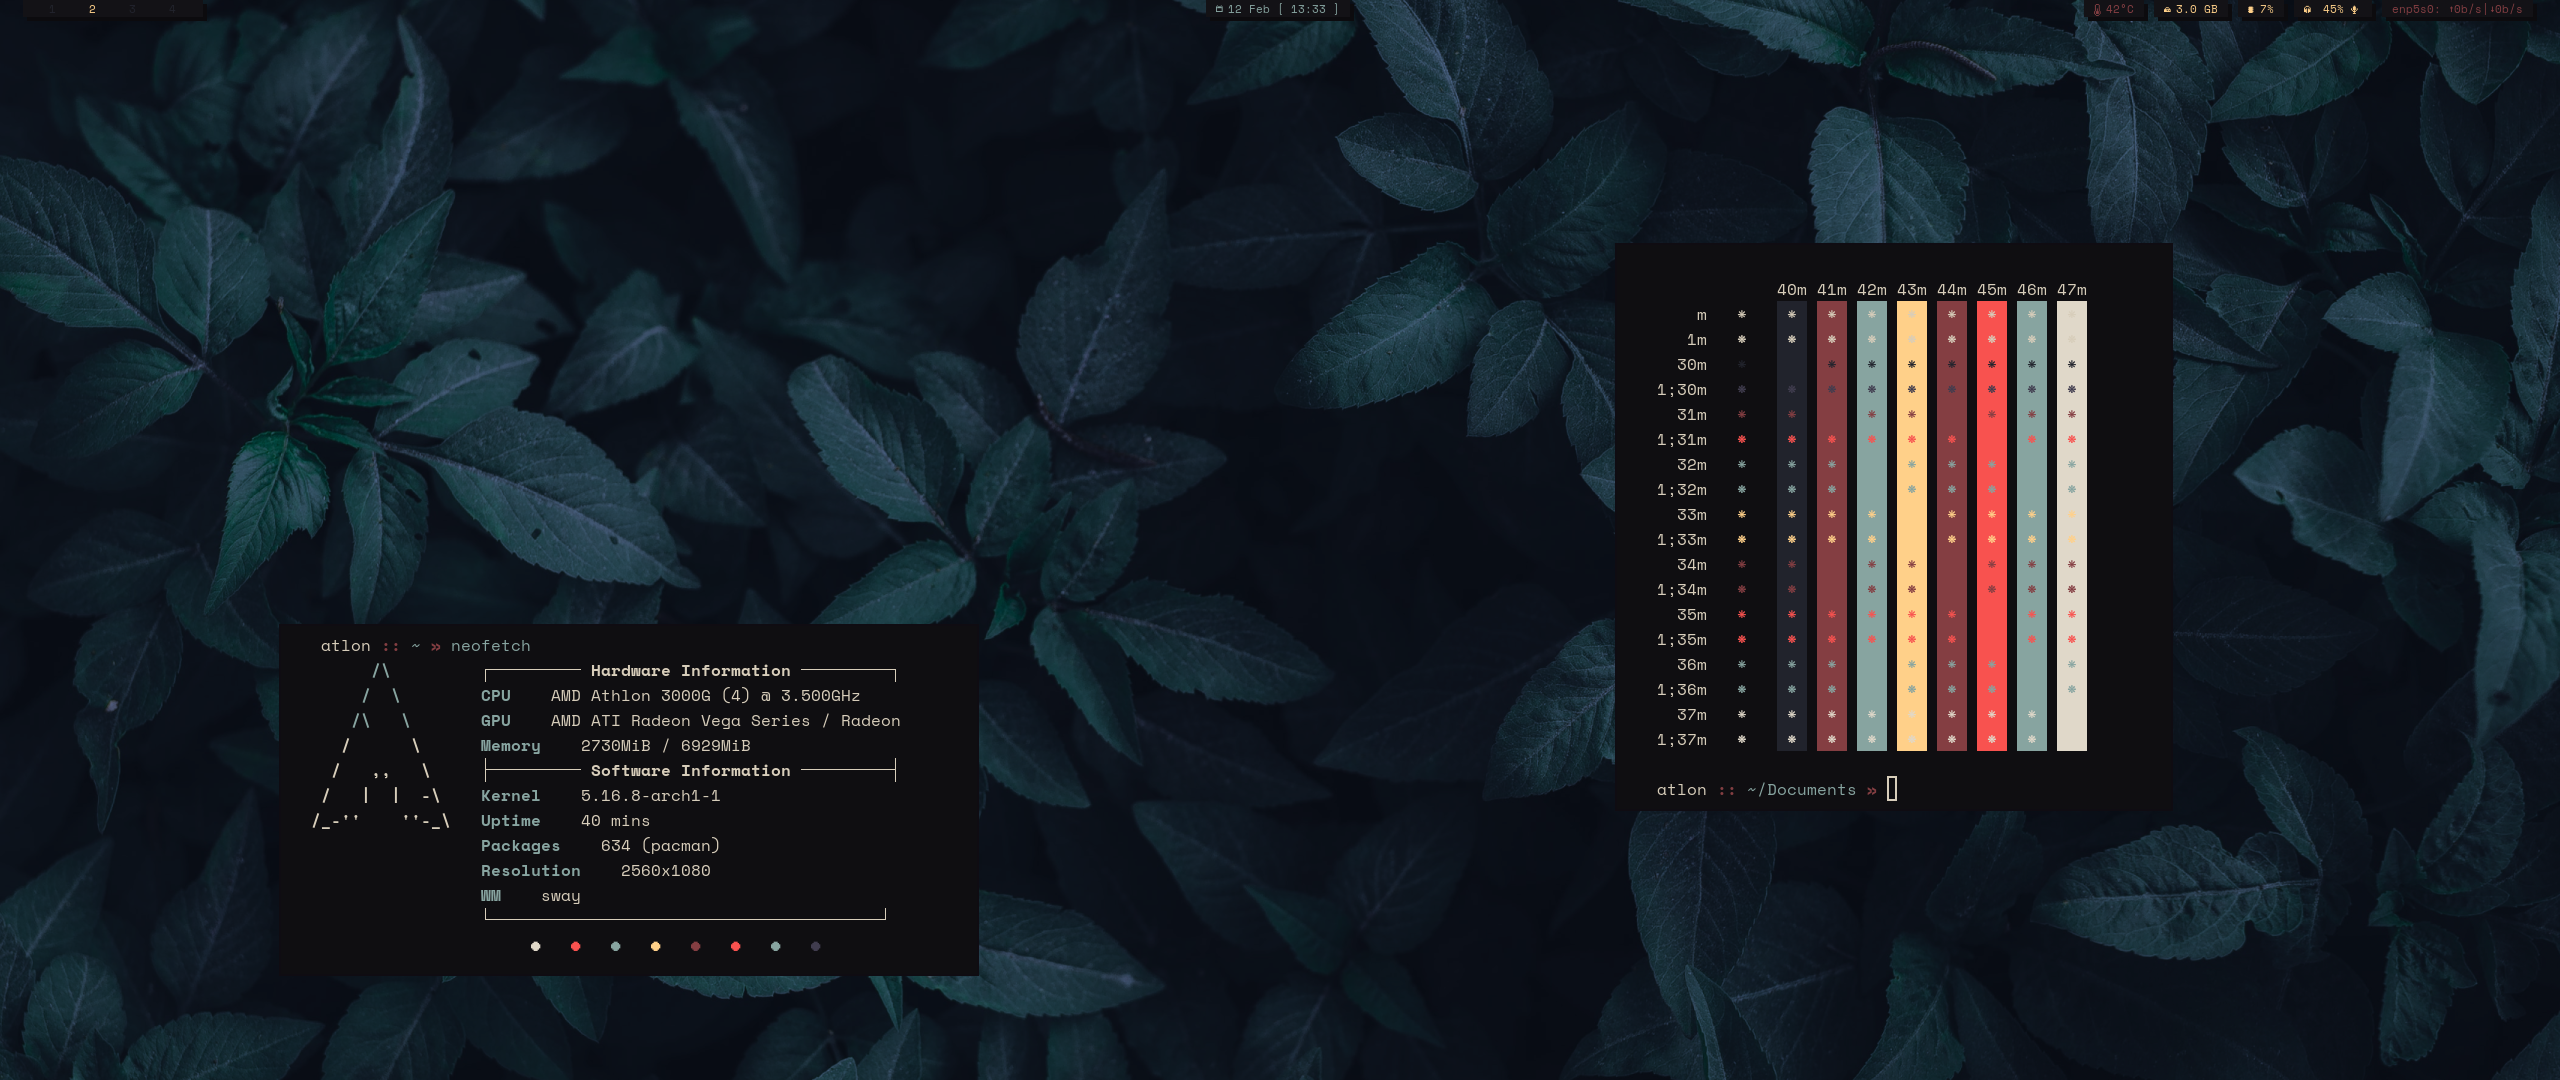 1 2 3 4
12 Feb [ 13:33 ]
42°C 3.0 GB 7% 45% enp5s0: ↑0b/s|↓0b/s
atlon :: ~ » neofetch
Hardware Information
CPU AMD Athlon 3000G (4) @ 3.500GHz
GPU AMD ATI Radeon Vega Series / Radeon
Memory 2730MiB / 6929MiB
Software Information
Kernel 5.16.8-arch1-1
Uptime 40 mins
Packages 634 (pacman)
Resolution 2560x1080
WM sway
40m 41m 42m 43m 44m 45m 46m 47m
m
1m
30m
1;30m
31m
1;31m
32m
1;32m
33m
1;33m
34m
1;34m
35m
1;35m
36m
1;36m
37m
1;37m
atlon :: ~/Documents »